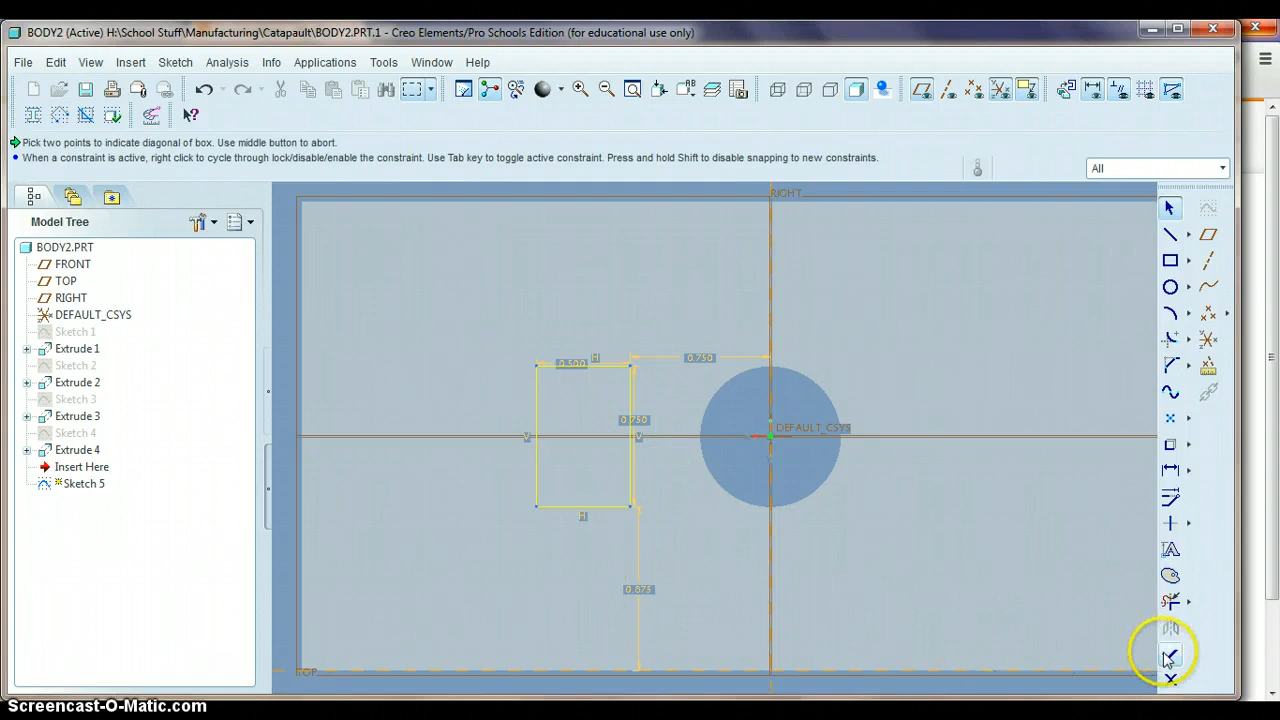 BODY2 (Active) H:\School Stuff\Manufacturing\Catapault\BODY2.PRT.1 - Creo Elements/Pro Schools Edition (for educational use only)
File Edit View Insert Sketch Analysis Info Applications Tools Window Help
Pick two points to indicate diagonal of box. Use middle button to abort.
When a constraint is active, right click to cycle through lock/disable/enable the constraint. Use Tab key to toggle active constraint. Press and hold Shift to disable snapping to new constraints.
All
Model Tree
BODY2.PRT
FRONT
TOP
RIGHT
DEFAULT_CSYS
Sketch 1
Extrude 1
Sketch 2
Extrude 2
Sketch 3
Extrude 3
Sketch 4
Extrude 4
Insert Here
Sketch 5
RIGHT
0.500 H 0.750
0.750
DEFAULT_CSYS
V V
H
0.875
TOP
Screencast-O-Matic.com